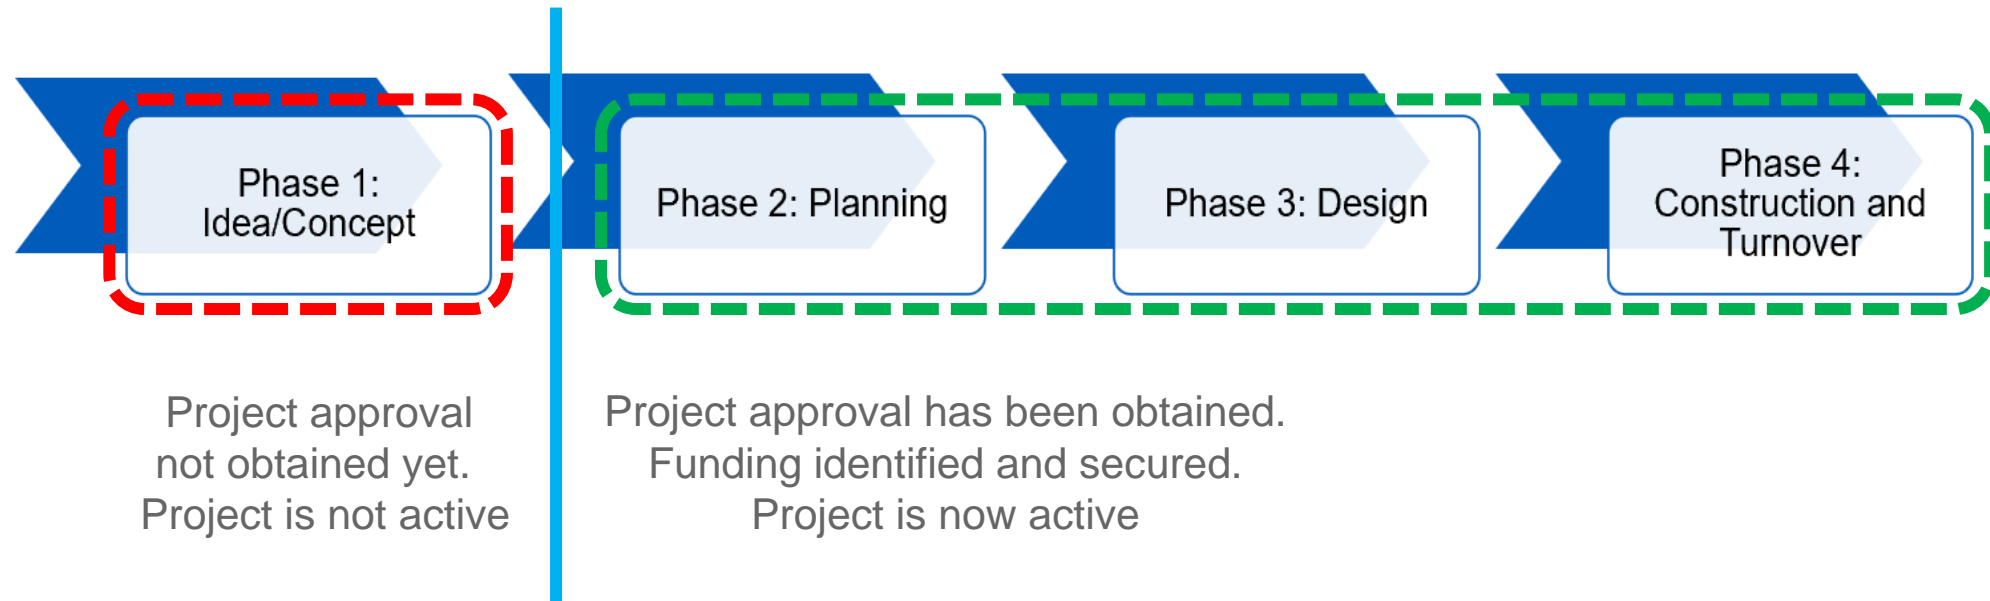 Phase 1:
Idea/Concept
Phase 2: Planning
Phase 3: Design
Phase 4:
Construction and
Turnover
Project approval
not obtained yet.
Project is not active
Project approval has been obtained.
Funding identified and secured.
Project is now active